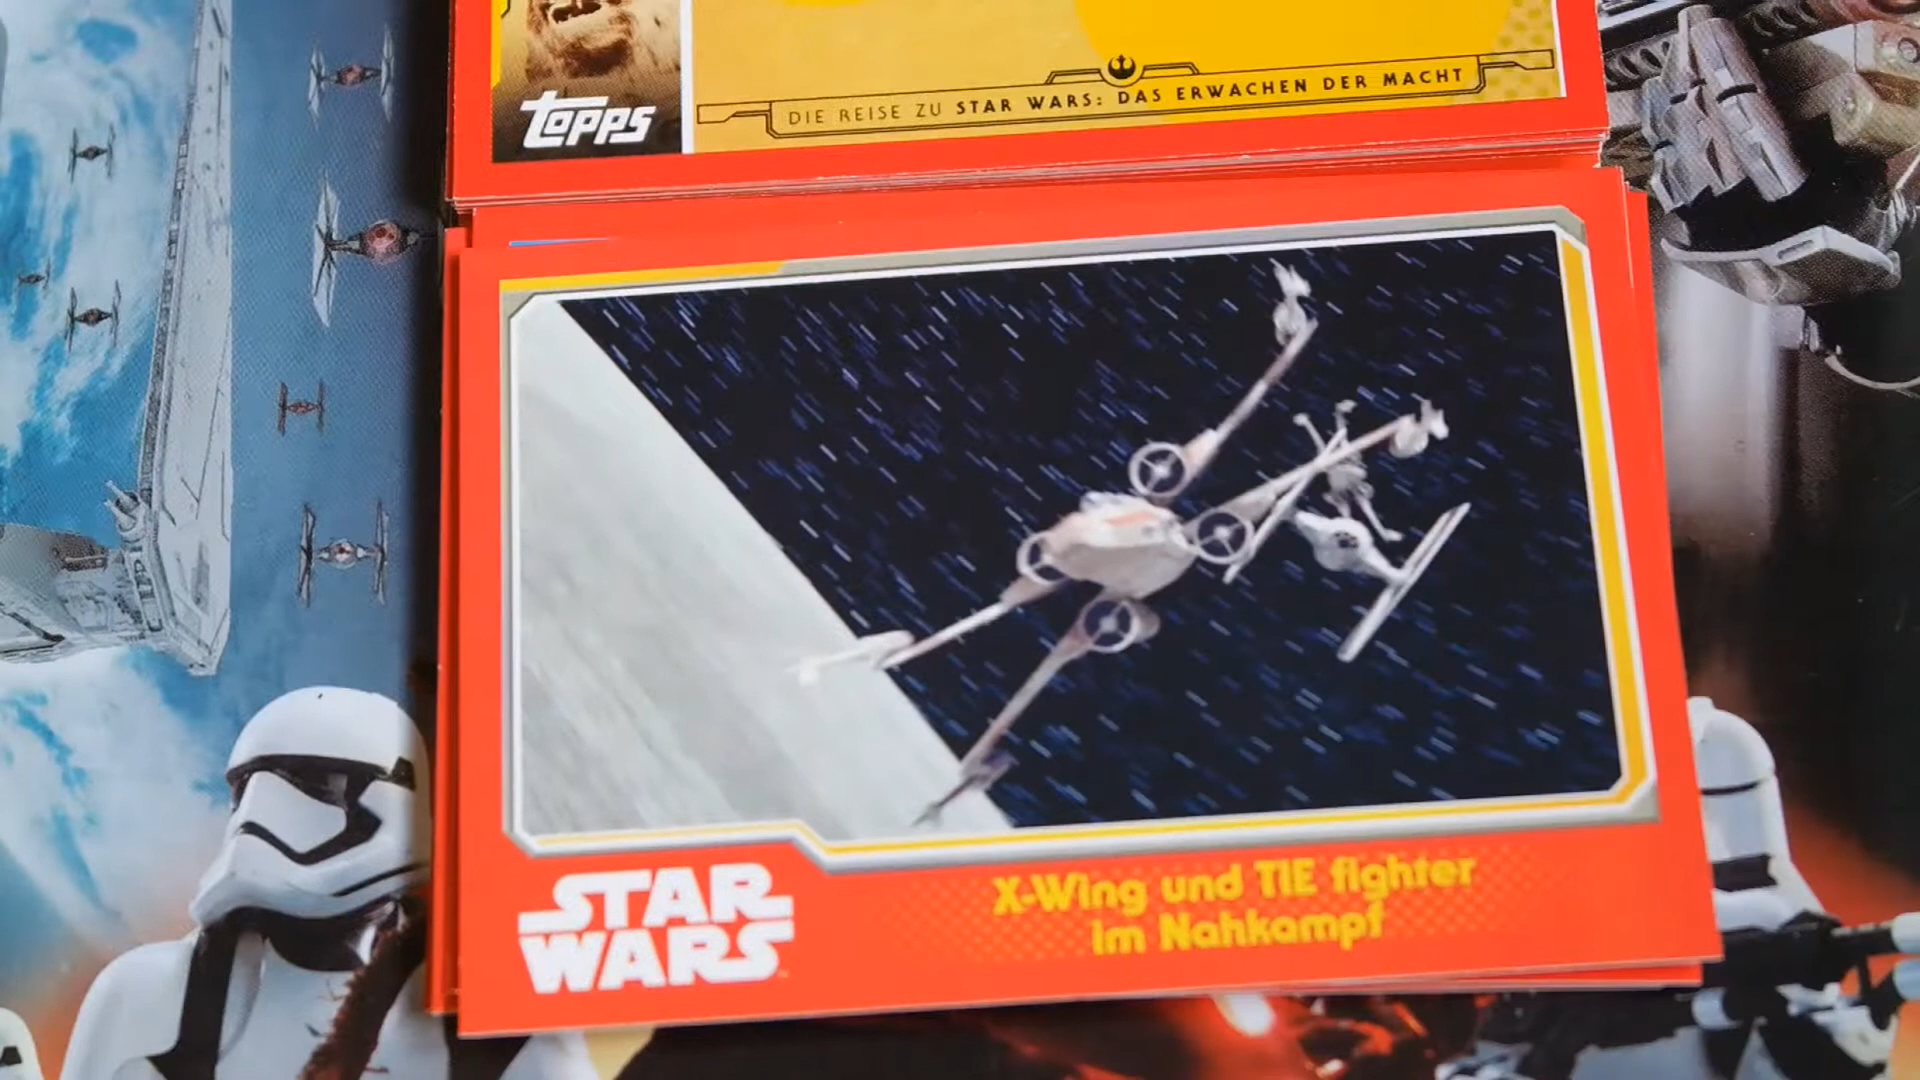 topps
DIE REISE ZU STAR WARS: DAS ERWACHEN DER MACHT
STAR
WARS
X-Wing und TIE fighter
im Nahkampf